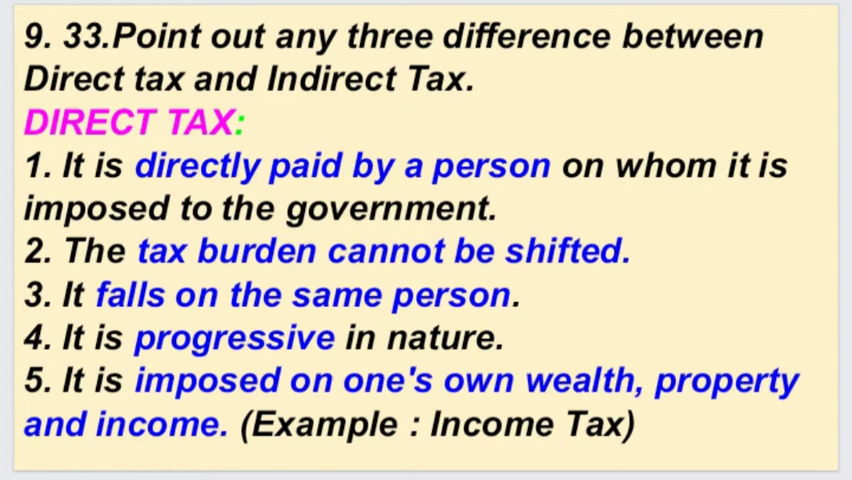 9. 33.Point out any three difference between
Direct tax and Indirect Tax.
DIRECT TAX:
1. It is directly paid by a person on whom it is
imposed to the government.
2. The tax burden cannot be shifted.
3. It falls on the same person.
4. It is progressive in nature.
5. It is imposed on one's own wealth, property
and income. (Example : Income Tax)